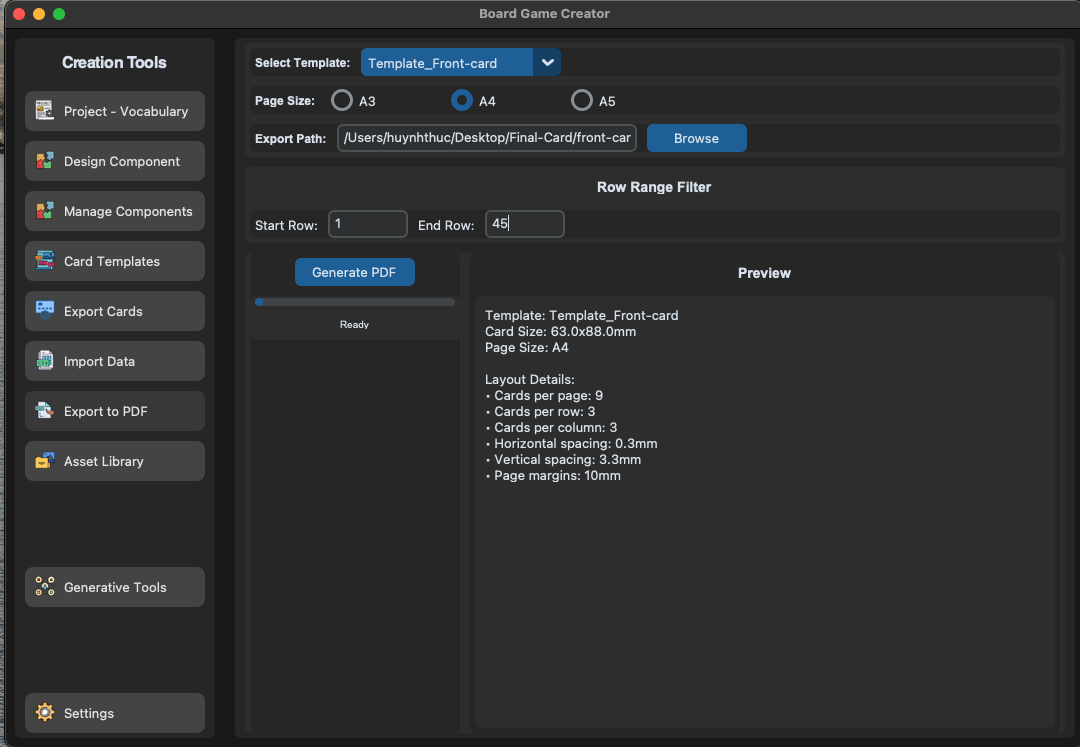 Board Game Creator
Creation Tools
Project - Vocabulary
Design Component
Manage Components
Card Templates
Export Cards
Import Data
Export to PDF
Asset Library
Generative Tools
Settings
Select Template: Template_Front-card
Page Size: A3 A4 A5
Export Path: /Users/huynhthuc/Desktop/Final-Card/front-car Browse
Row Range Filter
Start Row: 1 End Row: 45
Generate PDF
Ready
Preview
Template: Template_Front-card
Card Size: 63.0x88.0mm
Page Size: A4
Layout Details:
• Cards per page: 9
• Cards per row: 3
• Cards per column: 3
• Horizontal spacing: 0.3mm
• Vertical spacing: 3.3mm
• Page margins: 10mm